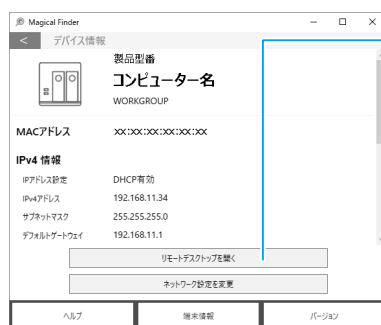 Magical Finder
< デバイス情報
製品型番
コンピューター名
WORKGROUP
MACアドレス xx:xx:xx:xx:xx:xx
IPv4 情報
IPアドレス設定 DHCP有効
IPv4アドレス 192.168.11.34
サブネットマスク 255.255.255.0
デフォルトゲートウェイ 192.168.11.1
リモートデスクトップを開く
ネットワーク設定を変更
ヘルプ 端末情報 バージョン